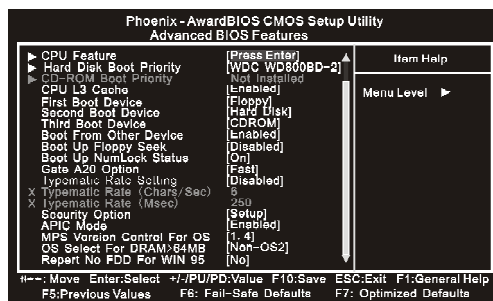 Phoenix - AwardBIOS CMOS Setup Utility
Advanced BIOS Features
▶ CPU Feature [Press Enter]
▶ Hard Disk Boot Priority [WDC WD800BD-2]
▶ CD-ROM Boot Priority Not Installed
CPU L3 Cache [Enabled]
First Boot Device [Floppy]
Second Boot Device [Hard Disk]
Third Boot Device [CDROM]
Boot From Other Device [Enabled]
Boot Up Floppy Seek [Disabled]
Boot Up NumLock Status [On]
Gate A20 Option [Fast]
Typematic Rate Setting [Disabled]
X Typematic Rate (Chars/Sec) 6
X Typematic Rate (Msec) 250
Security Option [Setup]
APIC Mode [Enabled]
MPS Version Control For OS [1.4]
OS Select For DRAM>64MB [Non-OS2]
Repert No FDD For WIN 95 [No]
Item Help
Menu Level ▶
: Move Enter:Select +/-/PU/PD:Value F10:Save ESC:Exit F1:General Help
F5:Previous Values F6: Fail-Safe Defaults F7: Optimized Defaults